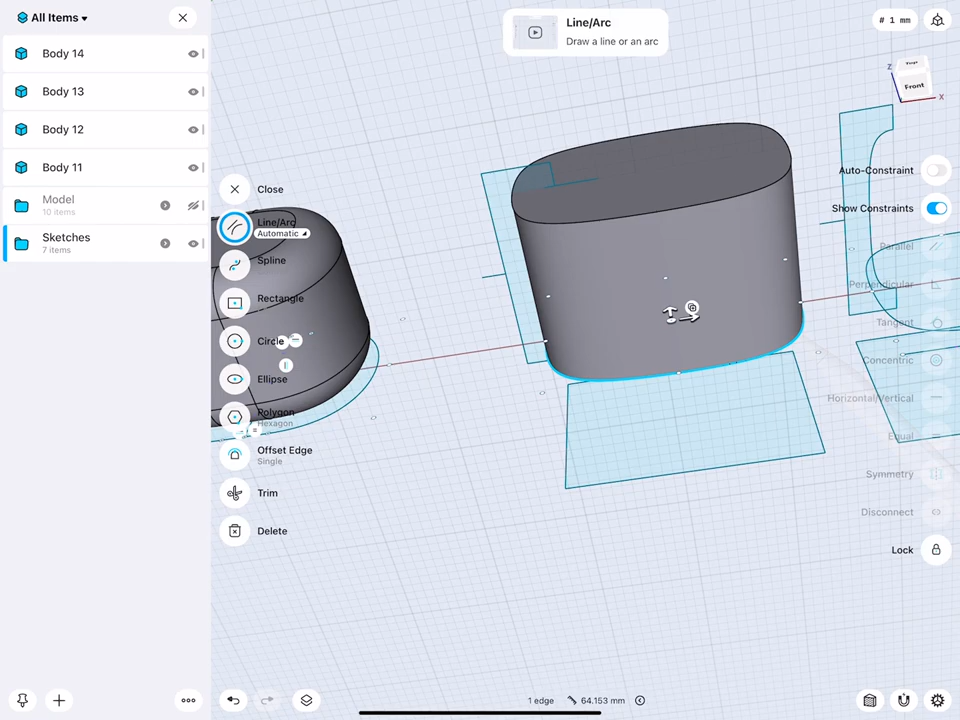 All Items
Body 14
Body 13
Body 12
Body 11
Model
10 items
Sketches
7 items
Close
Line/Arc
Automatic
Spline
Rectangle
Circle
Ellipse
Polygon
Hexagon
Offset Edge
Single
Trim
Delete
Line/Arc
Draw a line or an arc
# 1 mm
Top
Front
Z
X
Auto-Constraint
Show Constraints
Parallel
Perpendicular
Tangent
Concentric
Horizontal/Vertical
Equal
Symmetry
Disconnect
Lock
1 edge
64.153 mm